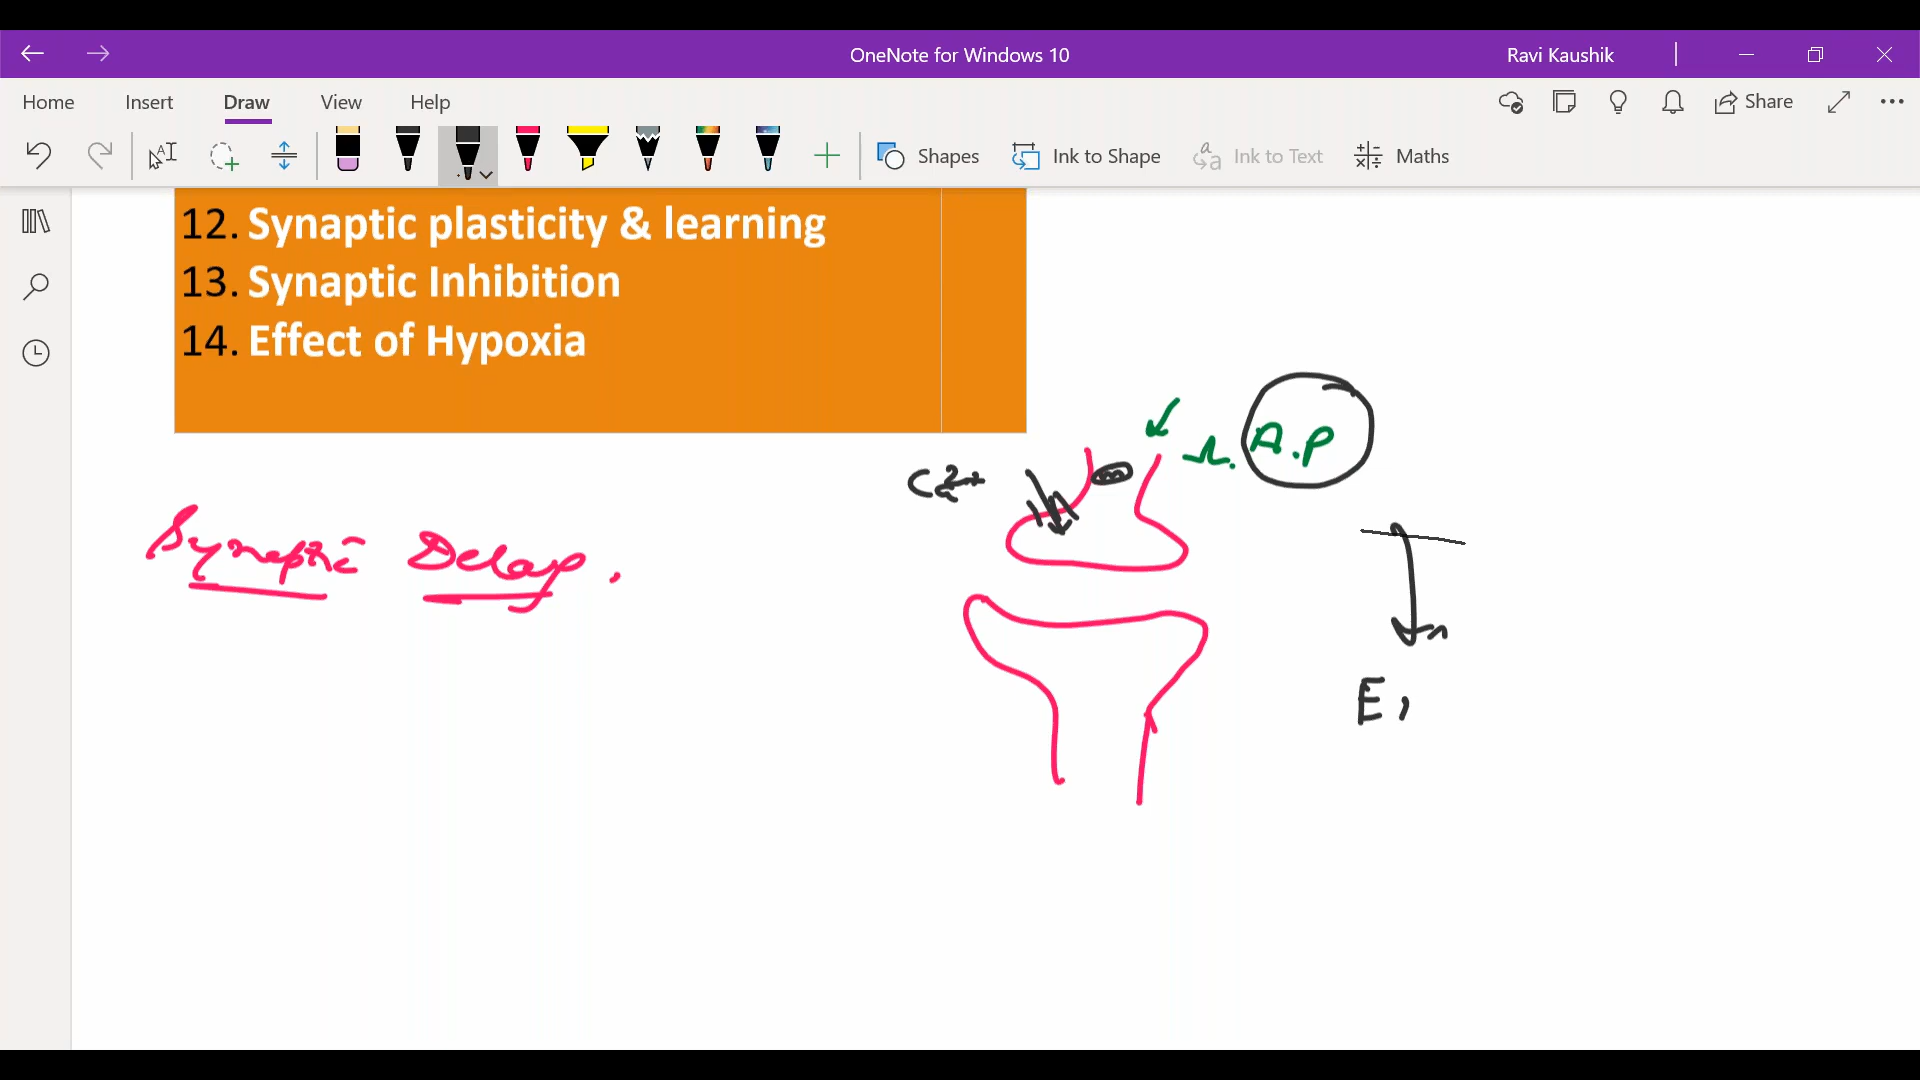 OneNote for Windows 10
Ravi Kaushik
Home Insert Draw View Help
Share
Shapes Ink to Shape Ink to Text Maths
12. Synaptic plasticity & learning
13. Synaptic Inhibition
14. Effect of Hypoxia
A.P
Ca2+
Synaptic Delay.
E,